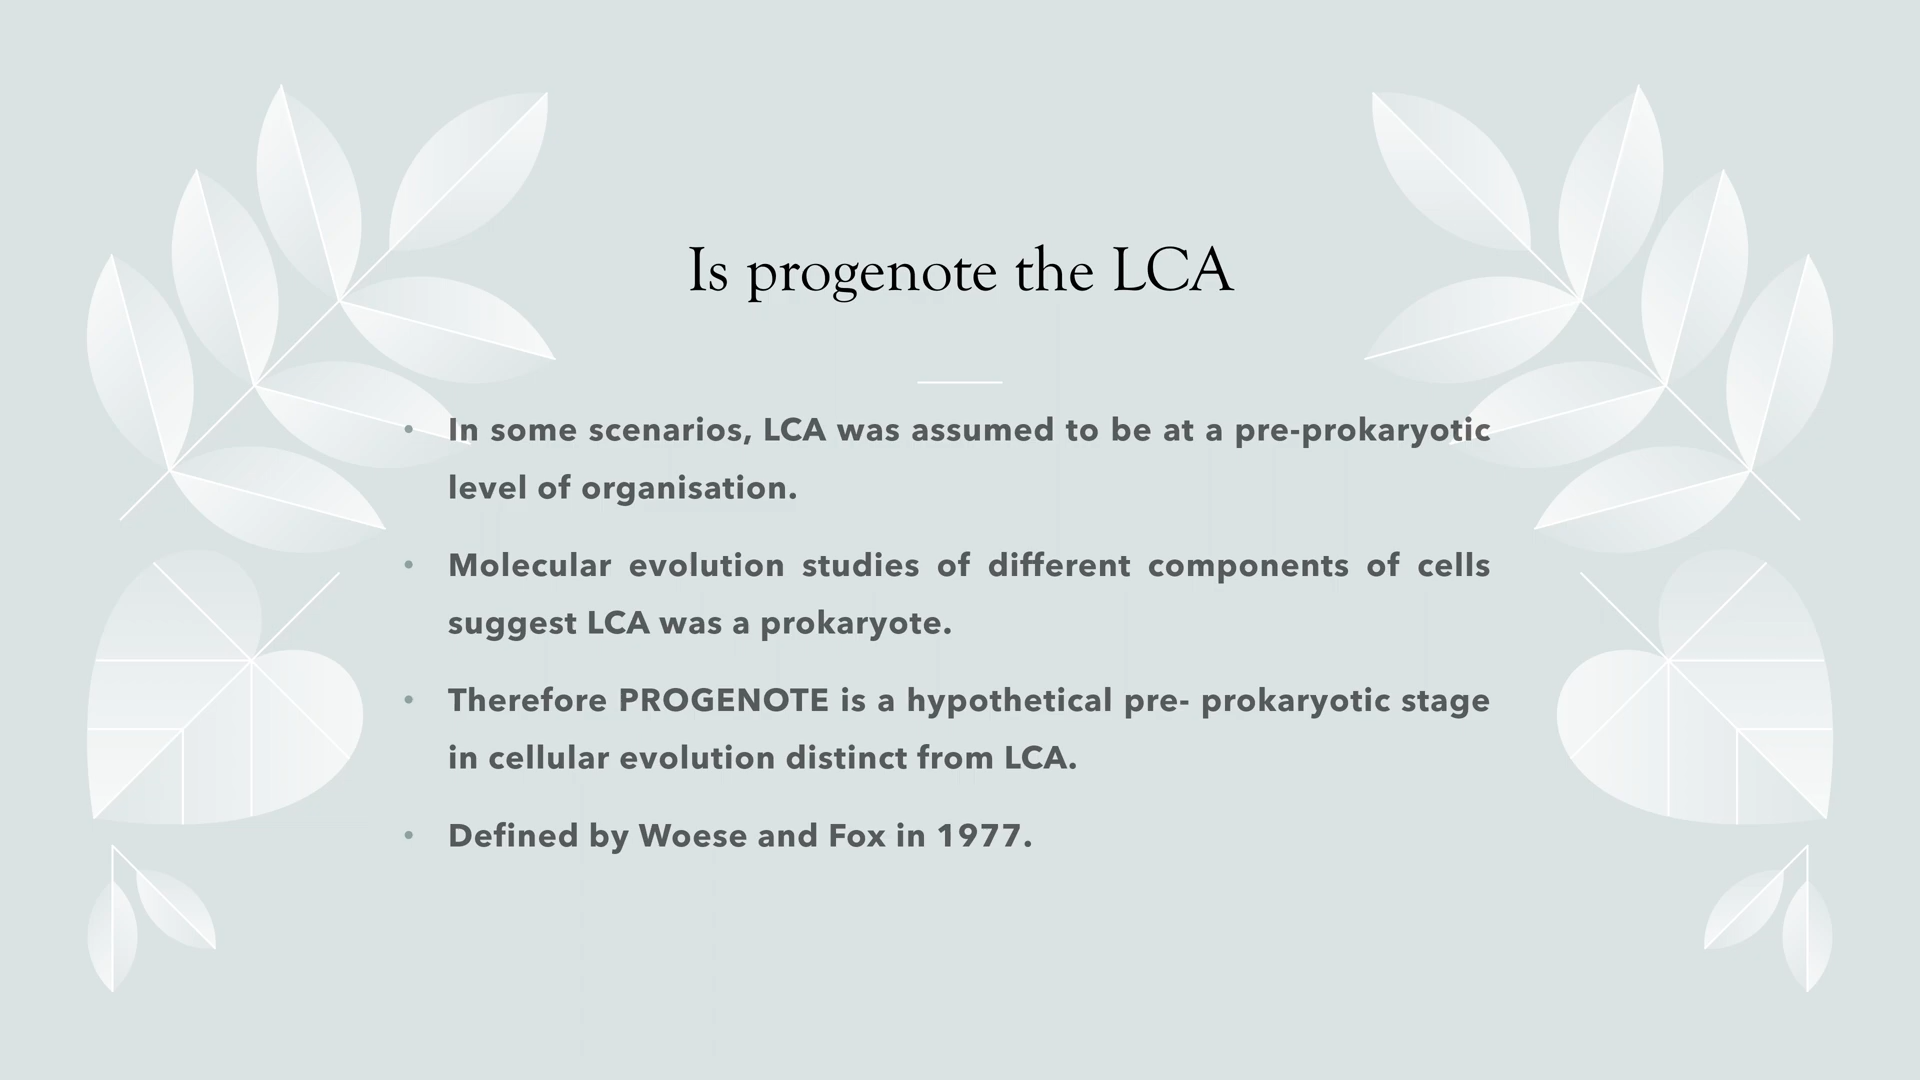 Is progenote the LCA
• In some scenarios, LCA was assumed to be at a pre-prokaryotic
level of organisation.
• Molecular evolution studies of different components of cells
suggest LCA was a prokaryote.
• Therefore PROGENOTE is a hypothetical pre- prokaryotic stage
in cellular evolution distinct from LCA.
• Defined by Woese and Fox in 1977.